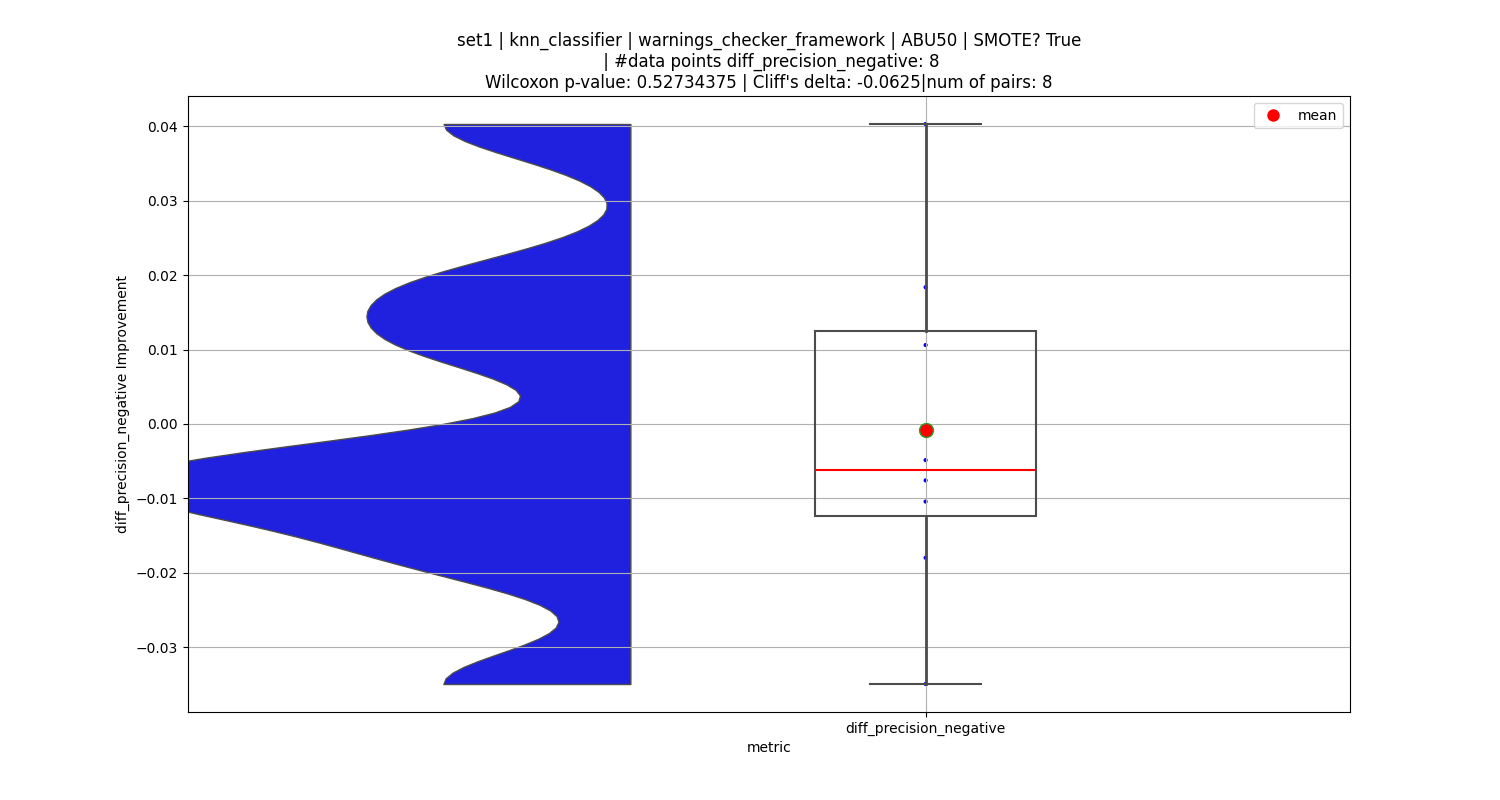 set1 | knn_classifier | warnings_checker_framework | ABU50 | SMOTE? True
| #data points diff_precision_negative: 8
Wilcoxon p-value: 0.52734375 | Cliff's delta: -0.0625|num of pairs: 8
mean
0.04
0.03
0.02
0.01
0.00
−0.01
−0.02
−0.03
diff_precision_negative Improvement
diff_precision_negative
metric